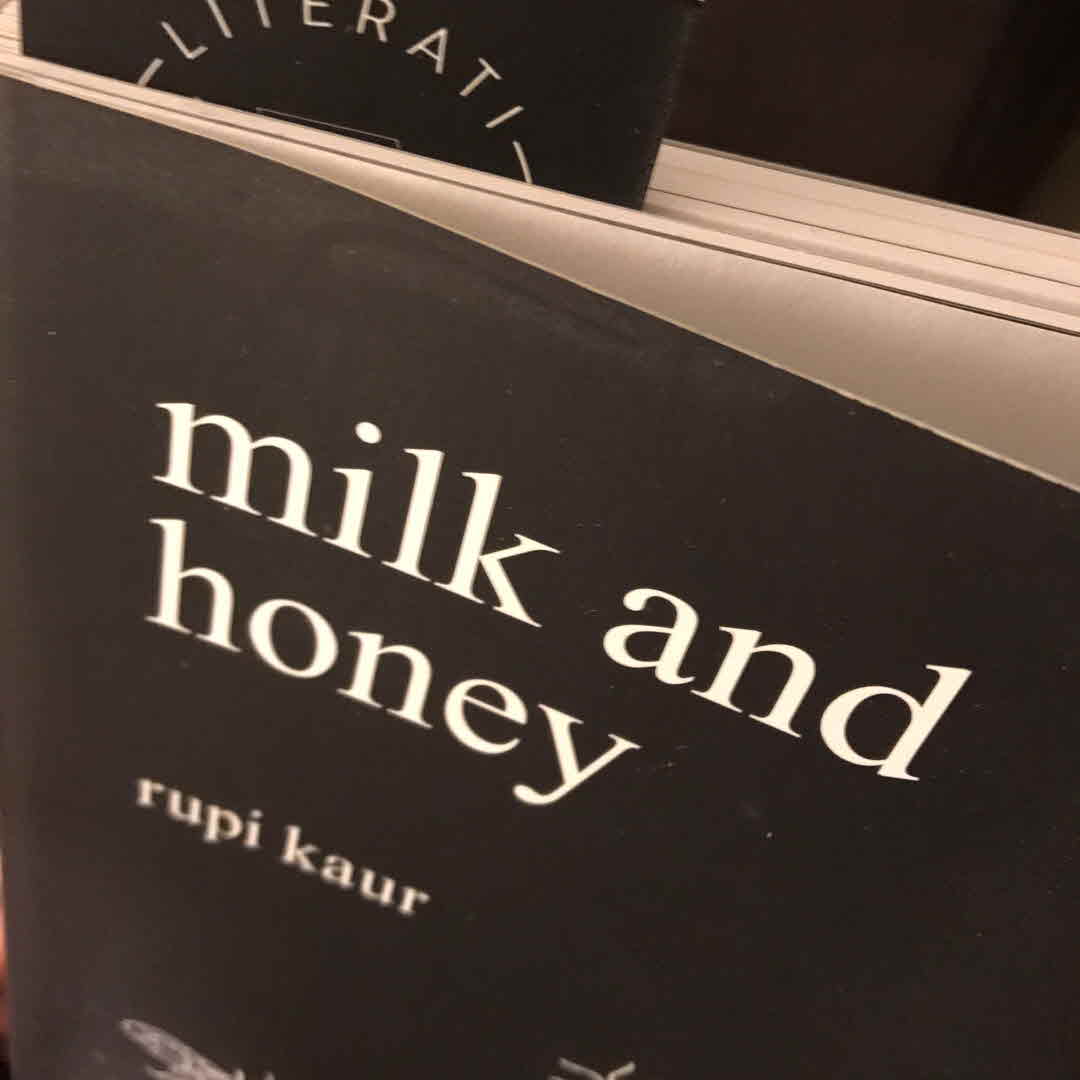 LITERATI
milk and
honey
rupi kaur